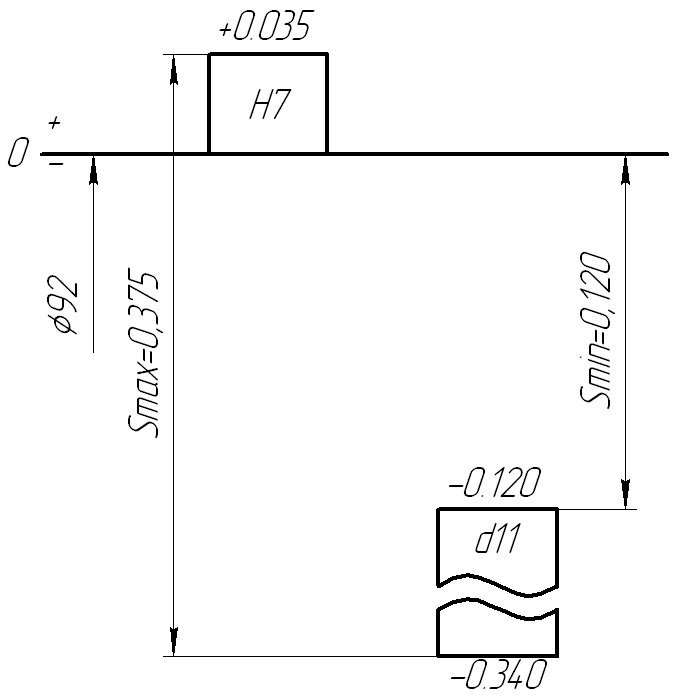 +0.035
H7
+
0
−
ϕ92
Smax=0,375
Smin=0,120
−0.120
d11
−0.340